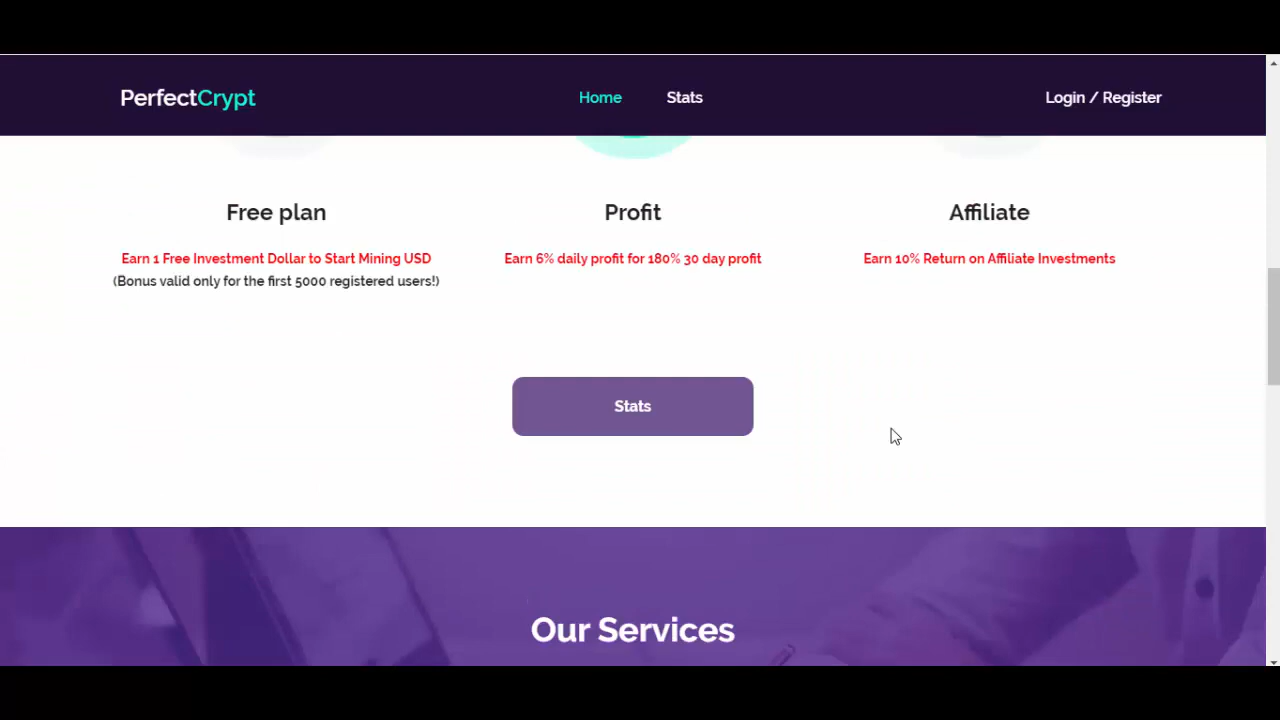 PerfectCrypt
Home
Stats
Login / Register
Free plan
Earn 1 Free Investment Dollar to Start Mining USD
(Bonus valid only for the first 5000 registered users!)
Profit
Earn 6% daily profit for 180% 30 day profit
Affiliate
Earn 10% Return on Affiliate Investments
Stats
Our Services